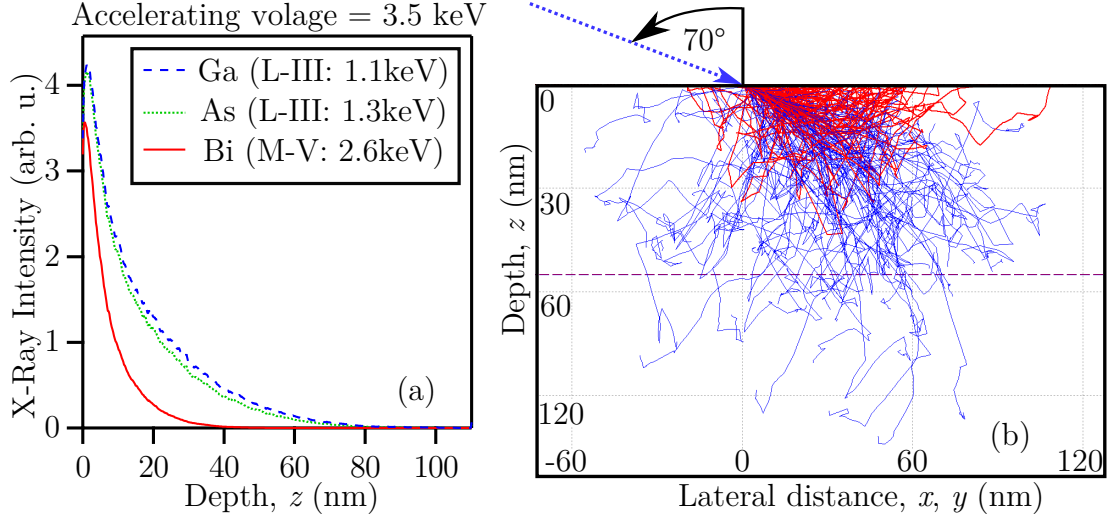 Accelerating volage = 3.5 keV
Ga (L-III: 1.1keV)
As (L-III: 1.3keV)
Bi (M-V: 2.6keV)
X-Ray Intensity (arb. u.)
4
3
2
1
0
(a)
0 20 40 60 80 100
Depth, z (nm)
70°
Depth, z (nm)
0
30
60
120
(b)
-60 0 60 120
Lateral distance, x, y (nm)